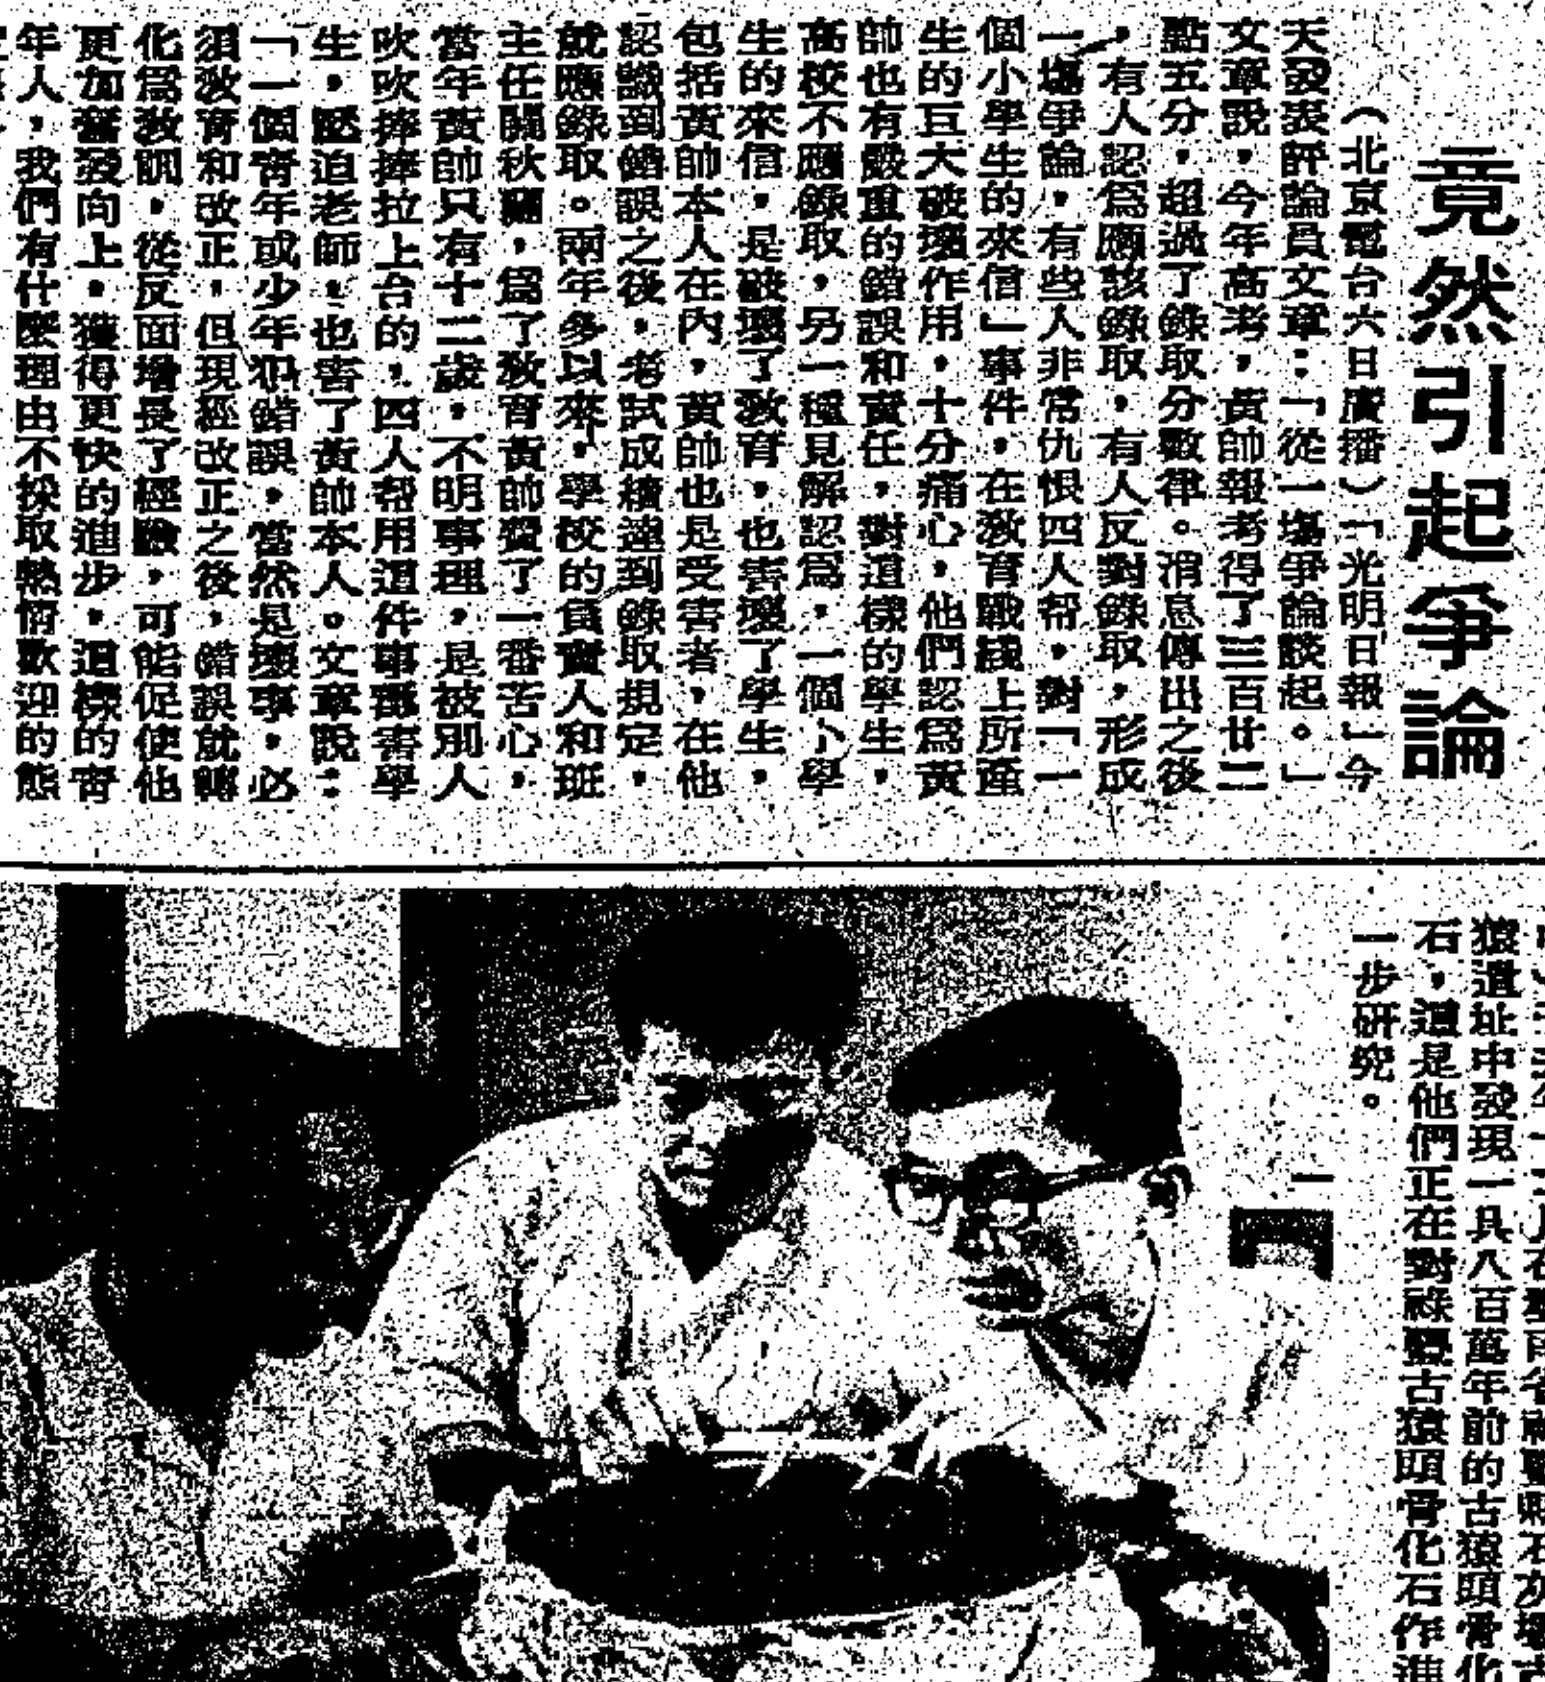 竟然引起爭論
（北京電台六日廣播）「光明日報」今
天發表評論員文章：「從一場爭論談起。」
文章說，今年高考，黃帥報考得了三百廿二
點五分，超過了錄取分數律。消息傳出之後
，有人認為應該錄取，有人反對錄取，形成
一場爭論，有些人非常仇恨四人帮，對「一
個小學生的來信」事件，在教育戰綫上所產
生的巨大破壞作用，十分痛心，他們認為黃
帥也有嚴重的錯誤和責任，對這樣的學生，
高校不應錄取，另一種見解認為，一個小學
生的來信，是破壞了教育，也害壞了學生，
包括黃帥本人在內，黃帥也是受害者，在他
認識到錯誤之後，考試成績達到錄取規定，
就應錄取。兩年多以來，學校的負責人和班
主任關秋蘭，為了教育黃帥費了一番苦心，
當年黃帥只有十二歲，不明事理，是被別人
吹吹捧捧拉上台的，四人帮用這件事毒害學
生，壓迫老師，也害了黃帥本人。文章說：
「一個青年或少年犯錯誤，當然是壞事，必
須教育和改正，但現經改正之後，錯誤就轉
化為教訓，從反面增長了經驗，可能促使他
更加奮發向上，獲得更快的進步，這樣的青
年人，我們有什麼理由不採取熱情歡迎的態
猿遺址中發現一具八百萬年前的古猿頭骨化
石，這是他們正在對祿豐古猿頭骨化石作進
一步研究。